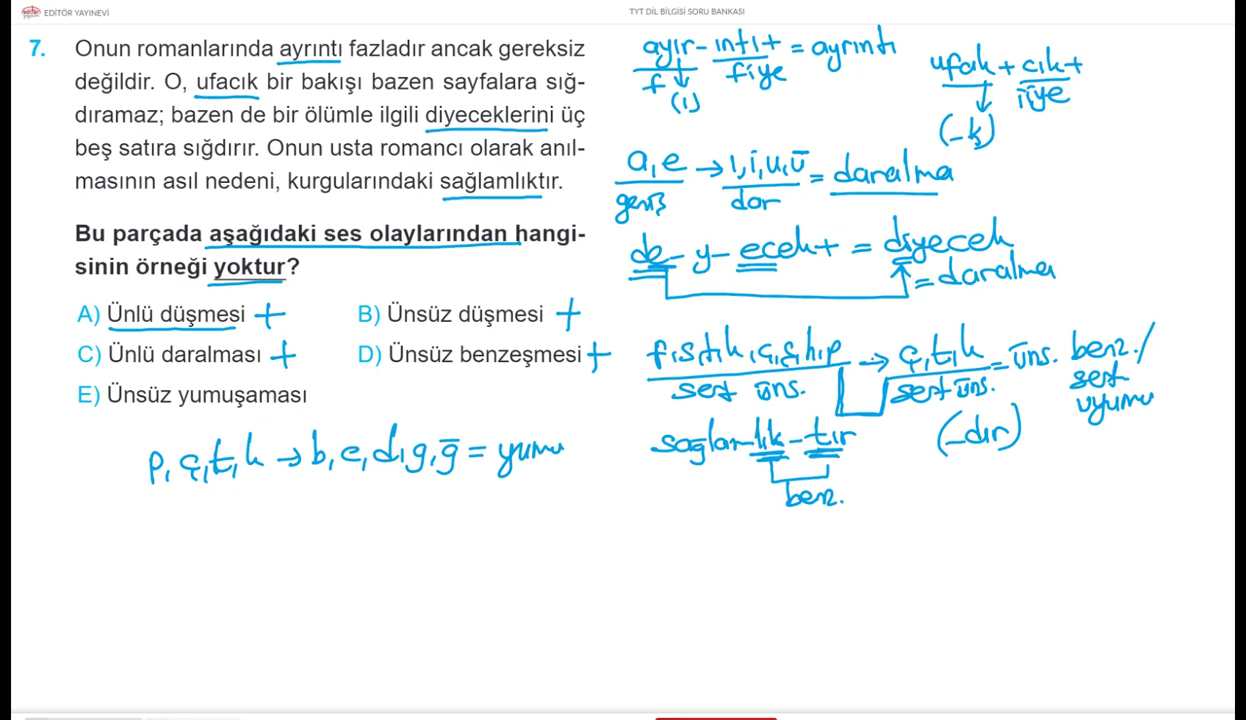 EDİTÖR YAYINEVİ
TYT DİL BİLGİSİ SORU BANKASI
7. Onun romanlarında ayrıntı fazladır ancak gereksiz
değildir. O, ufacık bir bakışı bazen sayfalara sığ-
dıramaz; bazen de bir ölümle ilgili diyeceklerini üç
beş satıra sığdırır. Onun usta romancı olarak anıl-
masının asıl nedeni, kurgularındaki sağlamlıktır.
Bu parçada aşağıdaki ses olaylarından hangi-
sinin örneği yoktur?
A) Ünlü düşmesi +
B) Ünsüz düşmesi +
C) Ünlü daralması +
D) Ünsüz benzeşmesi +
E) Ünsüz yumuşaması
p, ç, t, k → b, c, d, g, ğ = yumu
ayır- ıntı+ = ayrıntı
f fiye
(ı)
ufak + cık+
iiye
(-k)
a, e → ı, i, u, ü = daralma
geniş dar
de- y- ecek+ = diyecek
= daralma
f, s, t, k, ç, ş, h, p → ç, t, k = üns. benz./
sert üns. sert üns. sert
uyumu
sağlam-lık-tır (-dır)
benz.